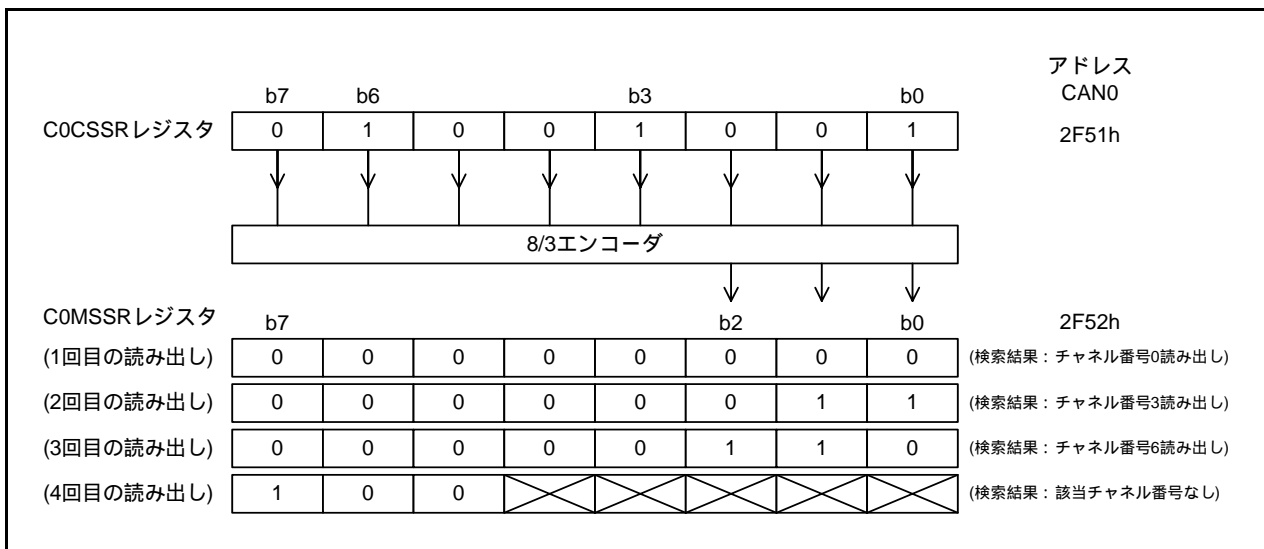 アドレス
b7 b6 b3 b0 CAN0
C0CSSRレジスタ 0 1 0 0 1 0 0 1 2F51h
8/3エンコーダ
C0MSSRレジスタ b7 b2 b0 2F52h
(1回目の読み出し) 0 0 0 0 0 0 0 0 (検索結果：チャネル番号0読み出し)
(2回目の読み出し) 0 0 0 0 0 0 1 1 (検索結果：チャネル番号3読み出し)
(3回目の読み出し) 0 0 0 0 0 1 1 0 (検索結果：チャネル番号6読み出し)
(4回目の読み出し) 1 0 0 (検索結果：該当チャネル番号なし)